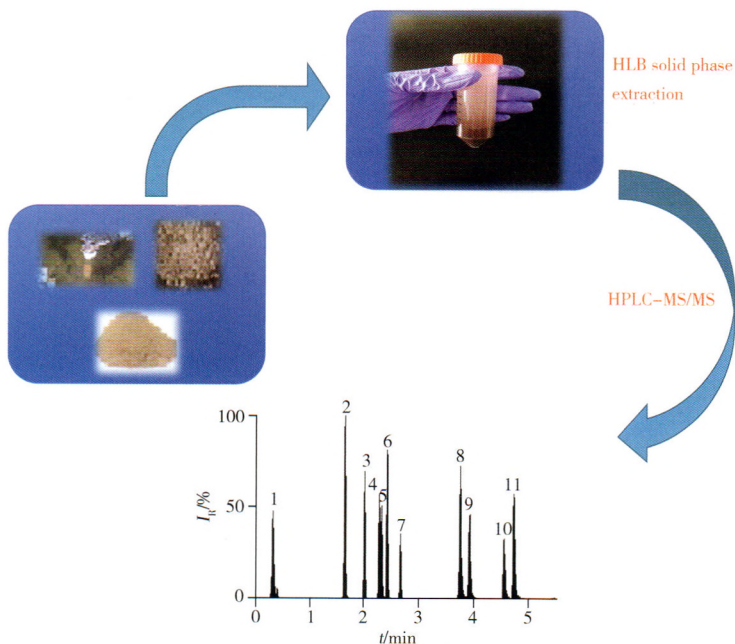 HLB solid phase
extraction
HPLC–MS/MS
100
50
0
I_R/%
1
2
3
4
5
6
7
8
9
10
11
0 1 2 3 4 5
t/min